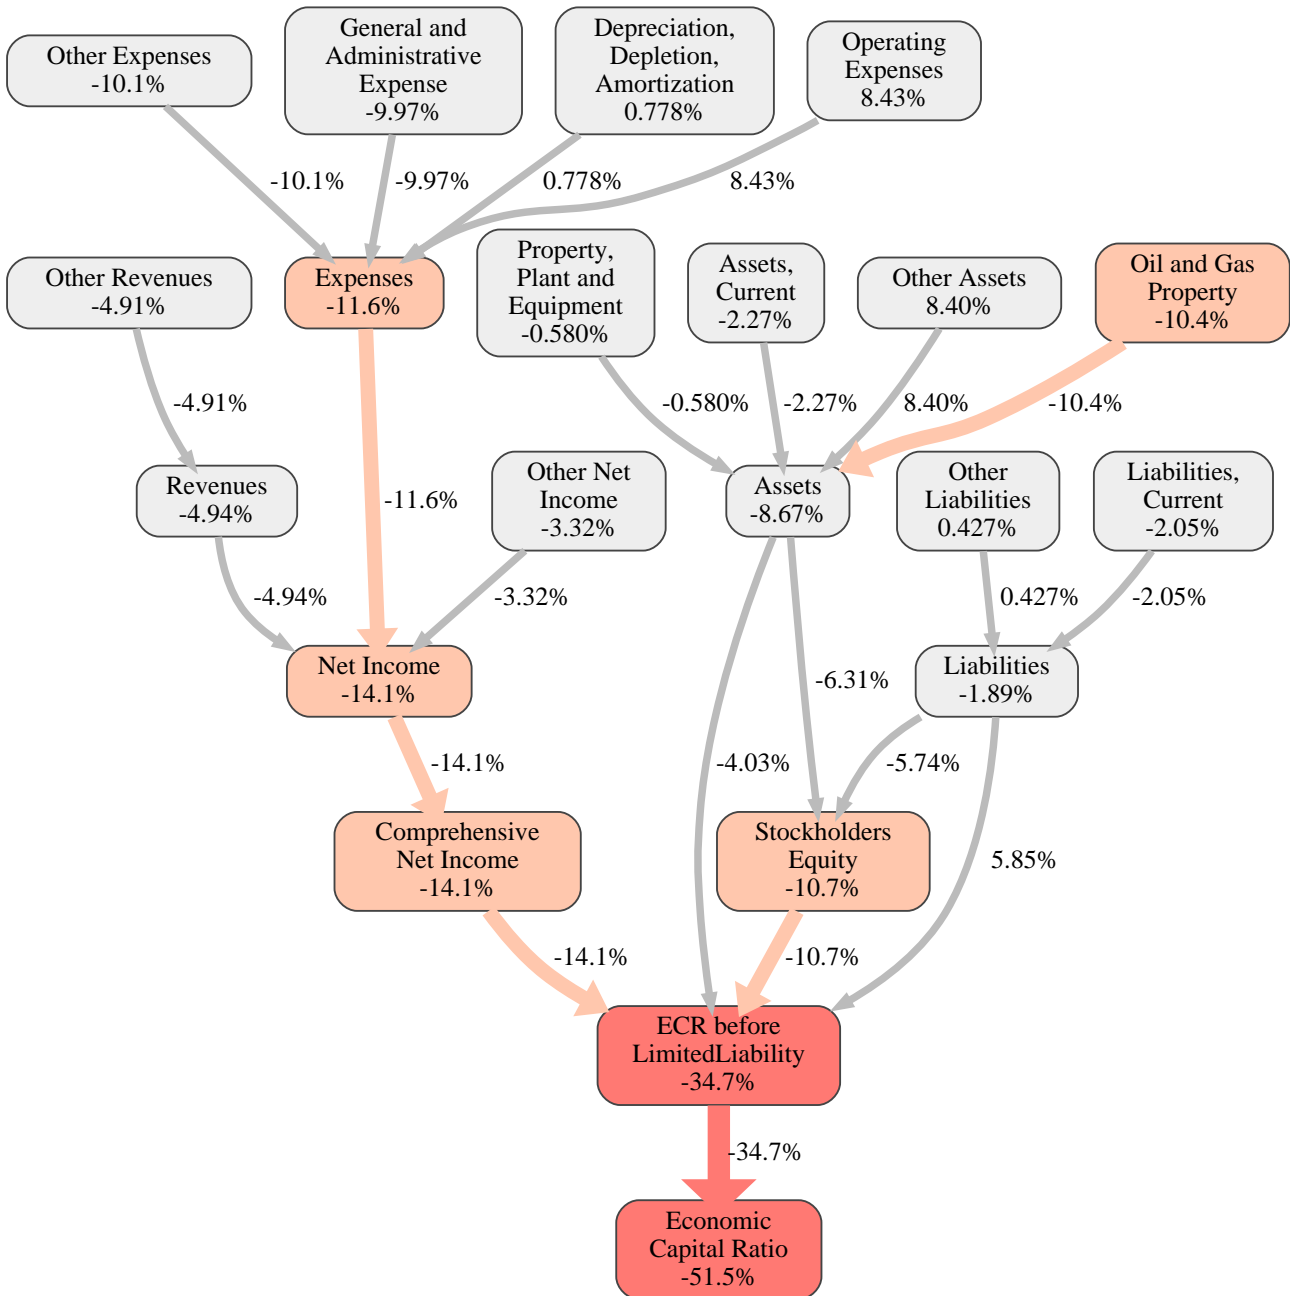 Other Expenses
-10.1%
General and
Administrative
Expense
-9.97%
Depreciation,
Depletion,
Amortization
0.778%
Operating
Expenses
8.43%
-10.1%
-9.97%
0.778%
8.43%
Other Revenues
-4.91%
Expenses
-11.6%
Property,
Plant and
Equipment
-0.580%
Assets,
Current
-2.27%
Other Assets
8.40%
Oil and Gas
Property
-10.4%
-4.91%
-0.580%
-2.27%
8.40%
-10.4%
Revenues
-4.94%
-11.6%
Other Net
Income
-3.32%
Assets
-8.67%
Other
Liabilities
0.427%
Liabilities,
Current
-2.05%
-4.94%
-3.32%
0.427%
-2.05%
Net Income
-14.1%
-6.31%
Liabilities
-1.89%
-14.1%
-4.03%
-5.74%
Comprehensive
Net Income
-14.1%
Stockholders
Equity
-10.7%
5.85%
-14.1%
-10.7%
ECR before
LimitedLiability
-34.7%
-34.7%
Economic
Capital Ratio
-51.5%